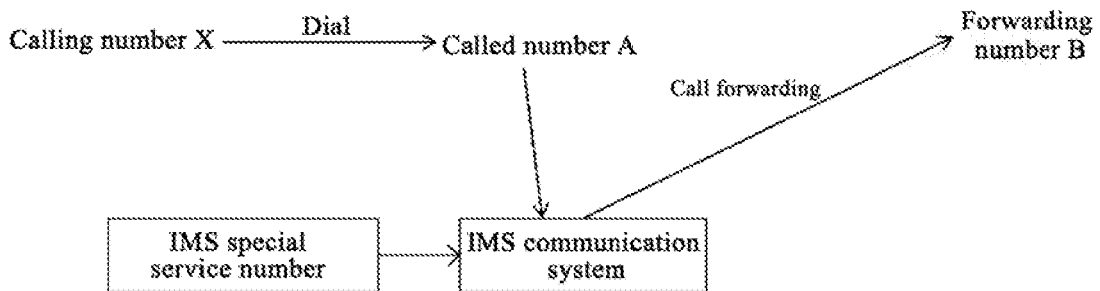 Calling number X
Dial
Called number A
Forwarding
number B
Call forwarding
IMS special
service number
IMS communication
system